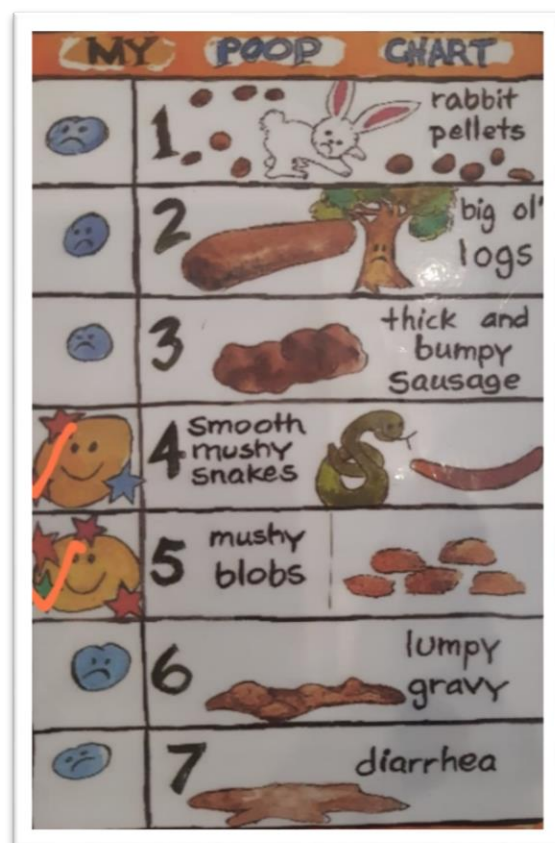 MY POOP CHART
1
rabbit
pellets
2
big ol'
logs
3
thick and
bumpy
Sausage
4
Smooth
mushy
snakes
5
mushy
blobs
6
lumpy
gravy
7
diarrhea